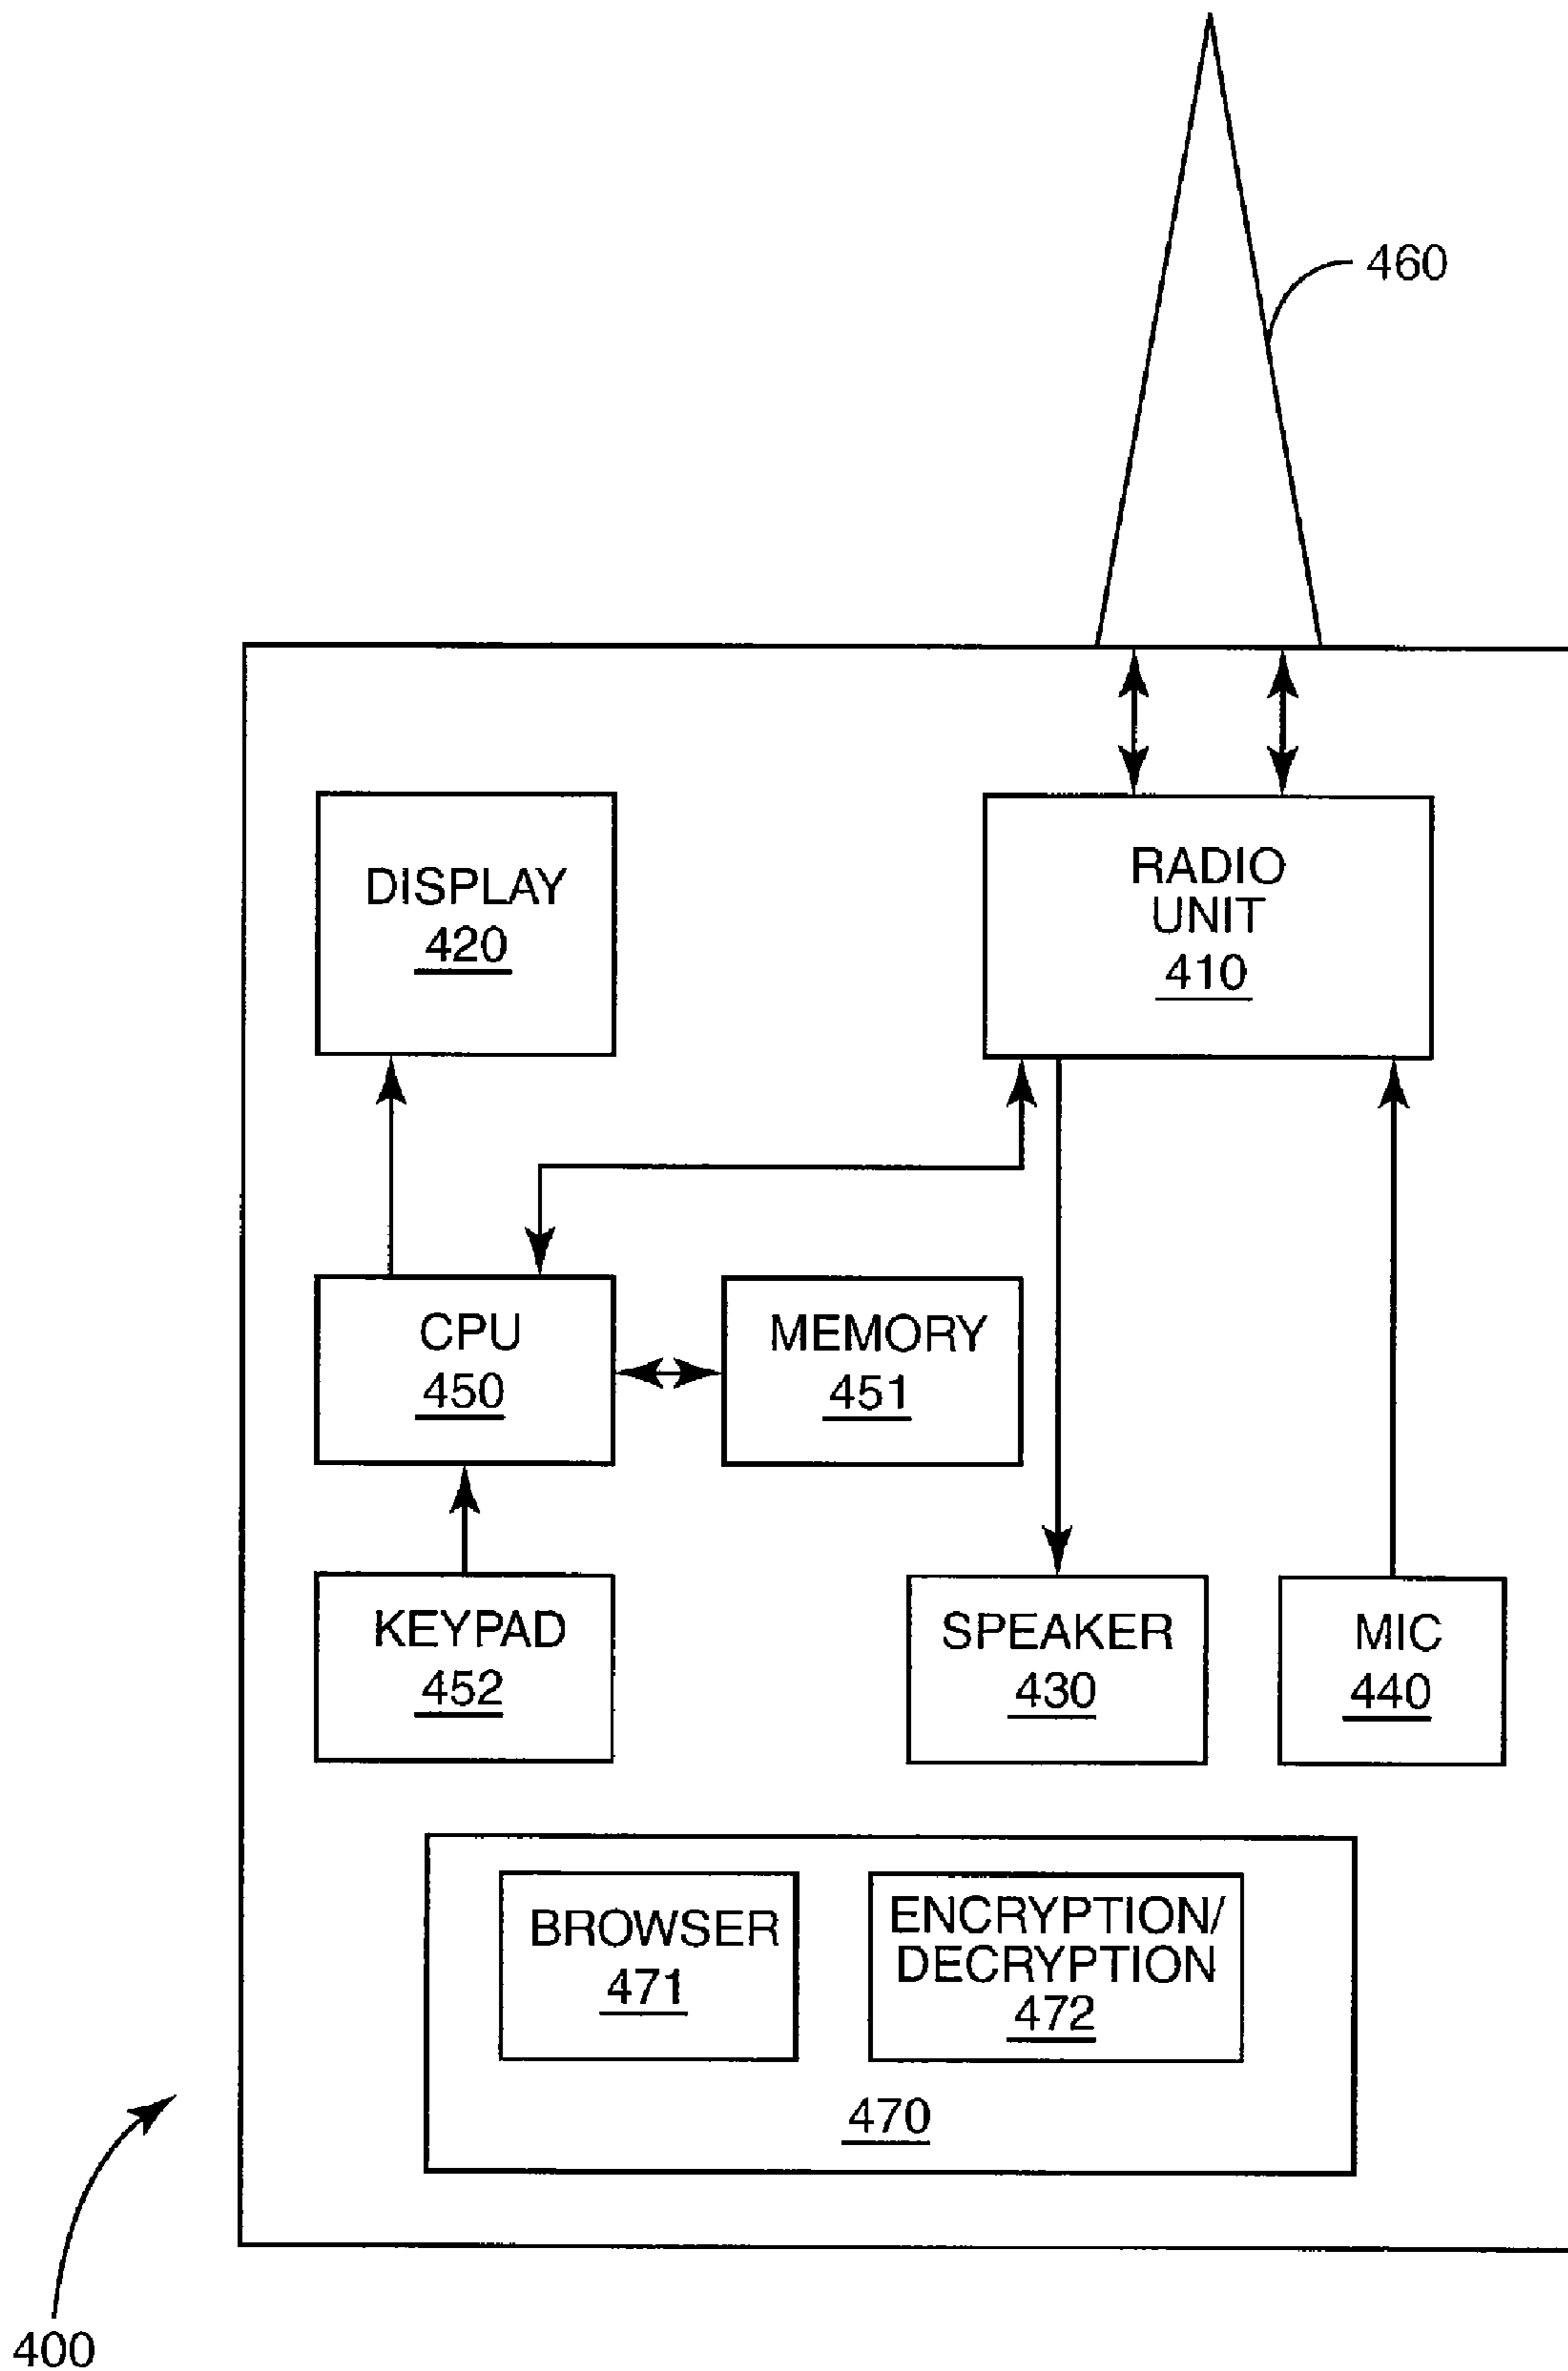 460
DISPLAY
420
RADIO
UNIT
410
CPU
450
MEMORY
451
KEYPAD
452
SPEAKER
430
MIC
440
BROWSER
471
ENCRYPTION/
DECRYPTION
472
470
400